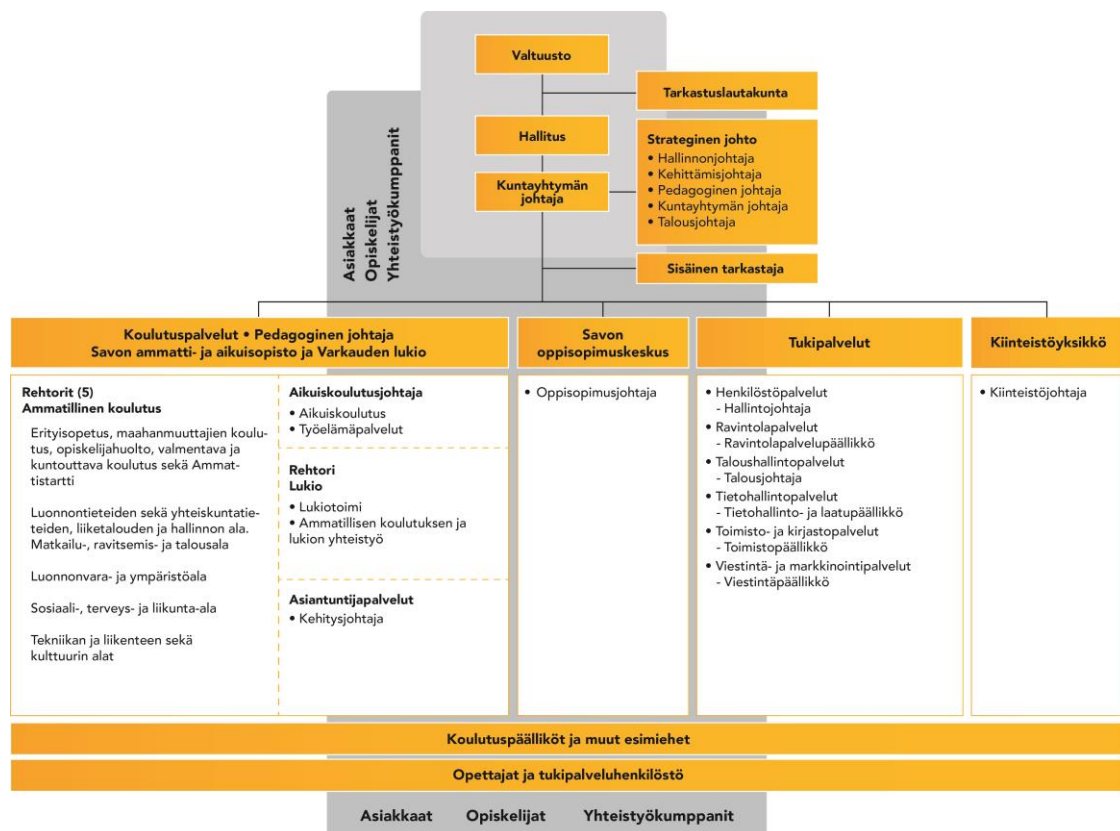 Valtuusto
Tarkastuslautakunta
Hallitus
Strateginen johto
• Hallinnonjohtaja
• Kehittämisjohtaja
• Pedagoginen johtaja
• Kuntayhtymän johtaja
• Talousjohtaja
Kuntayhtymän
johtaja
Sisäinen tarkastaja
Asiakkaat
Opiskelijat
Yhteistyökumppanit
Koulutuspalvelut • Pedagoginen johtaja
Savon ammatti- ja aikuisopisto ja Varkauden lukio
Rehtorit (5)
Ammatillinen koulutus
Erityisopetus, maahanmuuttajien koulu-
tus, opiskelijahuolto, valmentava ja
kuntouttava koulutus sekä Ammat-
tistartti
Luonnontieteiden sekä yhteiskuntatie-
teiden, liiketalouden ja hallinnon ala.
Matkailu-, ravitsemis- ja talousala
Luonnonvara- ja ympäristöala
Sosiaali-, terveys- ja liikunta-ala
Tekniikan ja liikenteen sekä
kulttuurin alat
Aikuiskoulutusjohtaja
• Aikuiskoulutus
• Työelämäpalvelut
Rehtori
Lukio
• Lukiotoimi
• Ammatillisen koulutuksen ja
lukion yhteistyö
Asiantuntijapalvelut
• Kehitysjohtaja
Savon
oppisopimuskeskus
• Oppisopimusjohtaja
Tukipalvelut
• Henkilöstöpalvelut
- Hallintojohtaja
• Ravintolapalvelut
- Ravintolapalvelupäällikkö
• Taloushallintopalvelut
- Talousjohtaja
• Tietohallintopalvelut
- Tietohallinto- ja laatupäällikkö
• Toimisto- ja kirjastopalvelut
- Toimistopäällikkö
• Viestintä- ja markkinointipalvelut
- Viestintäpäällikkö
Kiinteistöyksikkö
• Kiinteistöjohtaja
Koulutuspäälliköt ja muut esimiehet
Opettajat ja tukipalveluhenkilöstö
Asiakkaat Opiskelijat Yhteistyökumppanit